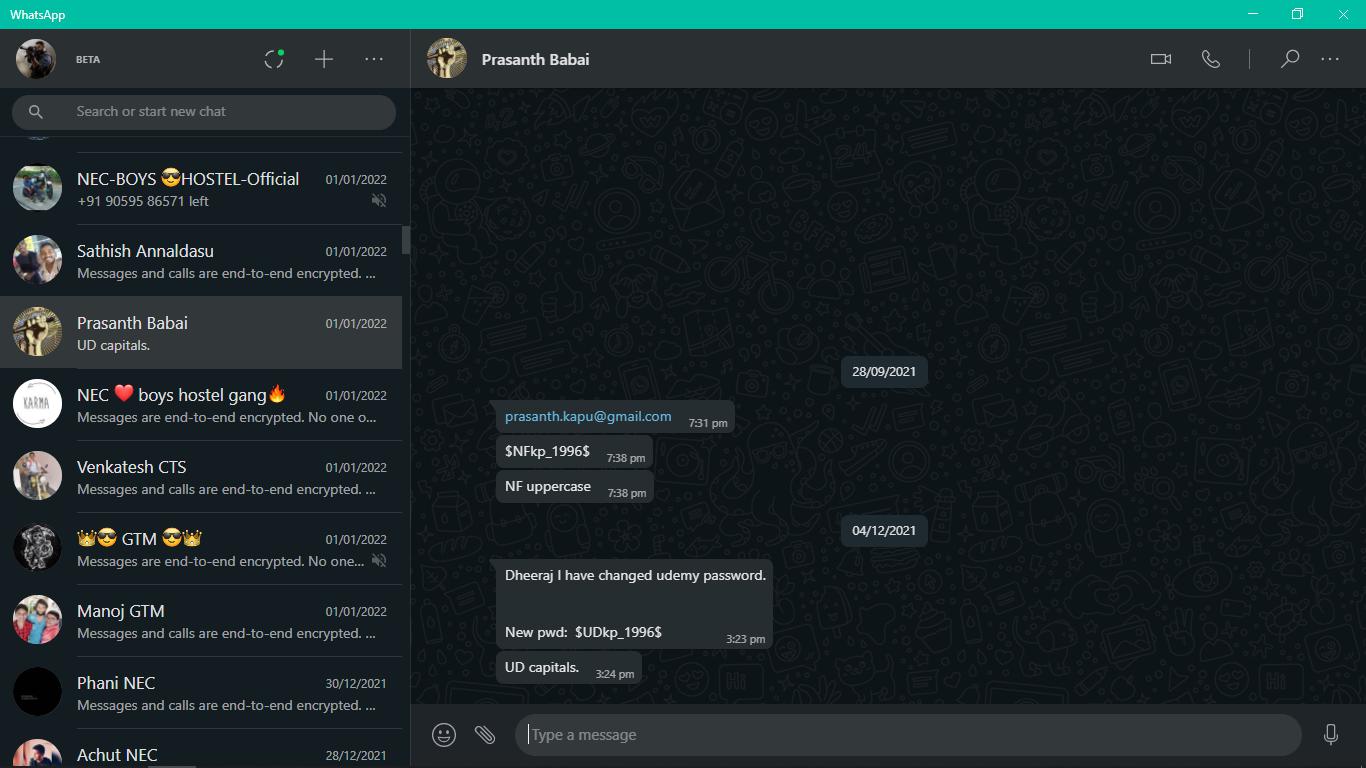 WhatsApp
BETA
Search or start new chat
NEC-BOYS 😎HOSTEL-Official 01/01/2022
+91 90595 86571 left
Sathish Annaldasu 01/01/2022
Messages and calls are end-to-end encrypted. ...
Prasanth Babai 01/01/2022
UD capitals.
NEC ❤️ boys hostel gang🔥 01/01/2022
Messages are end-to-end encrypted. No one o...
KARMA
Venkatesh CTS 01/01/2022
Messages and calls are end-to-end encrypted. ...
👑😎 GTM 😎👑 01/01/2022
Messages are end-to-end encrypted. No one...
Manoj GTM 01/01/2022
Messages and calls are end-to-end encrypted. ...
Phani NEC 30/12/2021
Messages and calls are end-to-end encrypted. ...
Achut NEC 28/12/2021
Prasanth Babai
28/09/2021
prasanth.kapu@gmail.com 7:31 pm
$NFkp_1996$ 7:38 pm
NF uppercase 7:38 pm
04/12/2021
Dheeraj I have changed udemy password.
New pwd:  $UDkp_1996$ 3:23 pm
UD capitals. 3:24 pm
Type a message